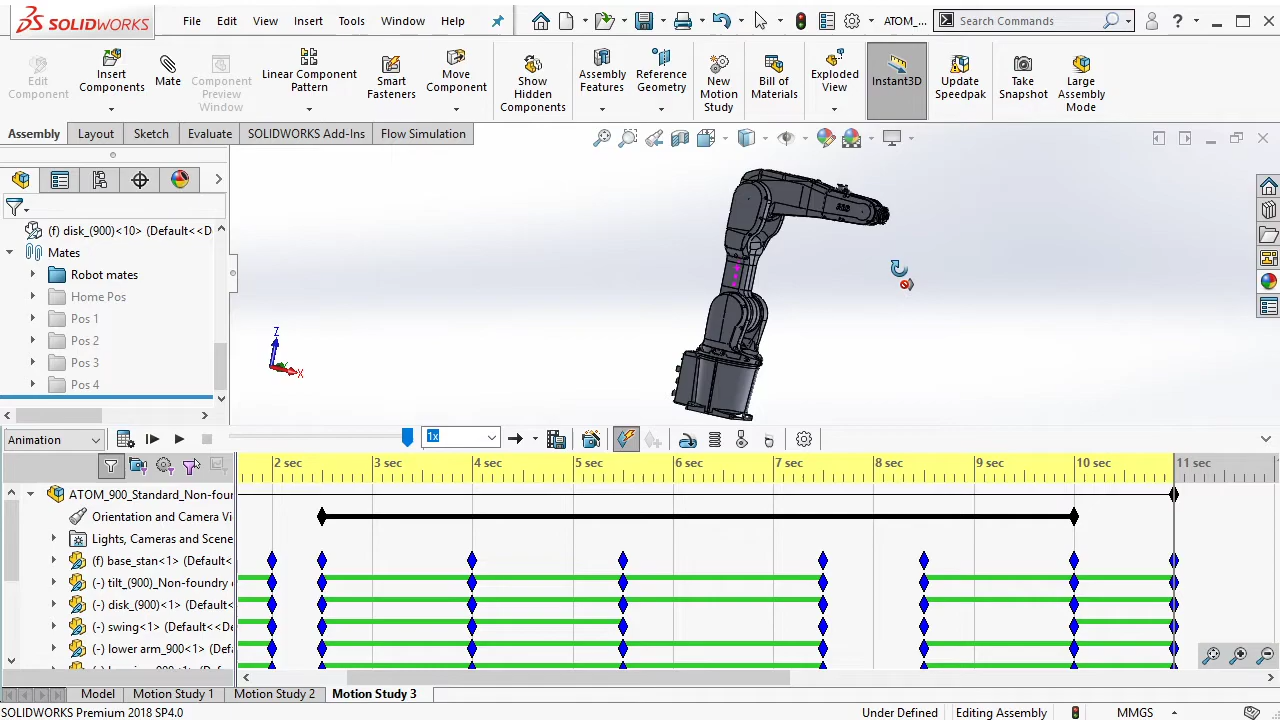 SOLIDWORKS
File Edit View Insert Tools Window Help
ATOM_...
Search Commands
Edit Component
Insert Components
Mate
Component Preview Window
Linear Component Pattern
Smart Fasteners
Move Component
Show Hidden Components
Assembly Features
Reference Geometry
New Motion Study
Bill of Materials
Exploded View
Instant3D
Update Speedpak
Take Snapshot
Large Assembly Mode
Assembly Layout Sketch Evaluate SOLIDWORKS Add-Ins Flow Simulation
(f) disk_(900)<10> (Default<<D
Mates
Robot mates
Home Pos
Pos 1
Pos 2
Pos 3
Pos 4
Z
X
Animation
1x
2 sec 3 sec 4 sec 5 sec 6 sec 7 sec 8 sec 9 sec 10 sec 11 sec
ATOM_900_Standard_Non-four
Orientation and Camera Vi
Lights, Cameras and Scene
(f) base_stan<1> (Default<
(-) tilt_(900)_Non-foundry
(-) disk_(900)<1> (Default<
(-) swing<1> (Default<<De
(-) lower arm_900<1> (Defa
Model Motion Study 1 Motion Study 2 Motion Study 3
SOLIDWORKS Premium 2018 SP4.0
Under Defined Editing Assembly MMGS